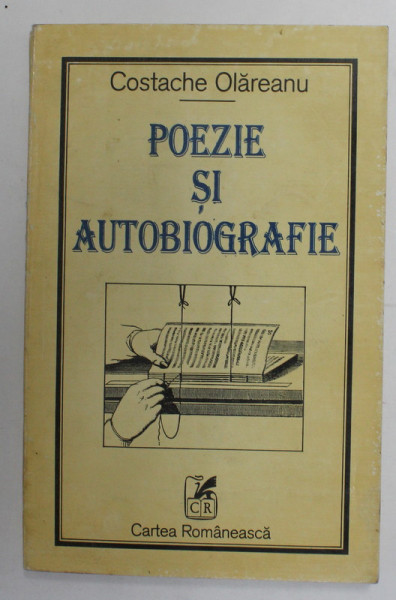 Costache Olăreanu
POEZIE
ȘI
AUTOBIOGRAFIE
CR
Cartea Românească